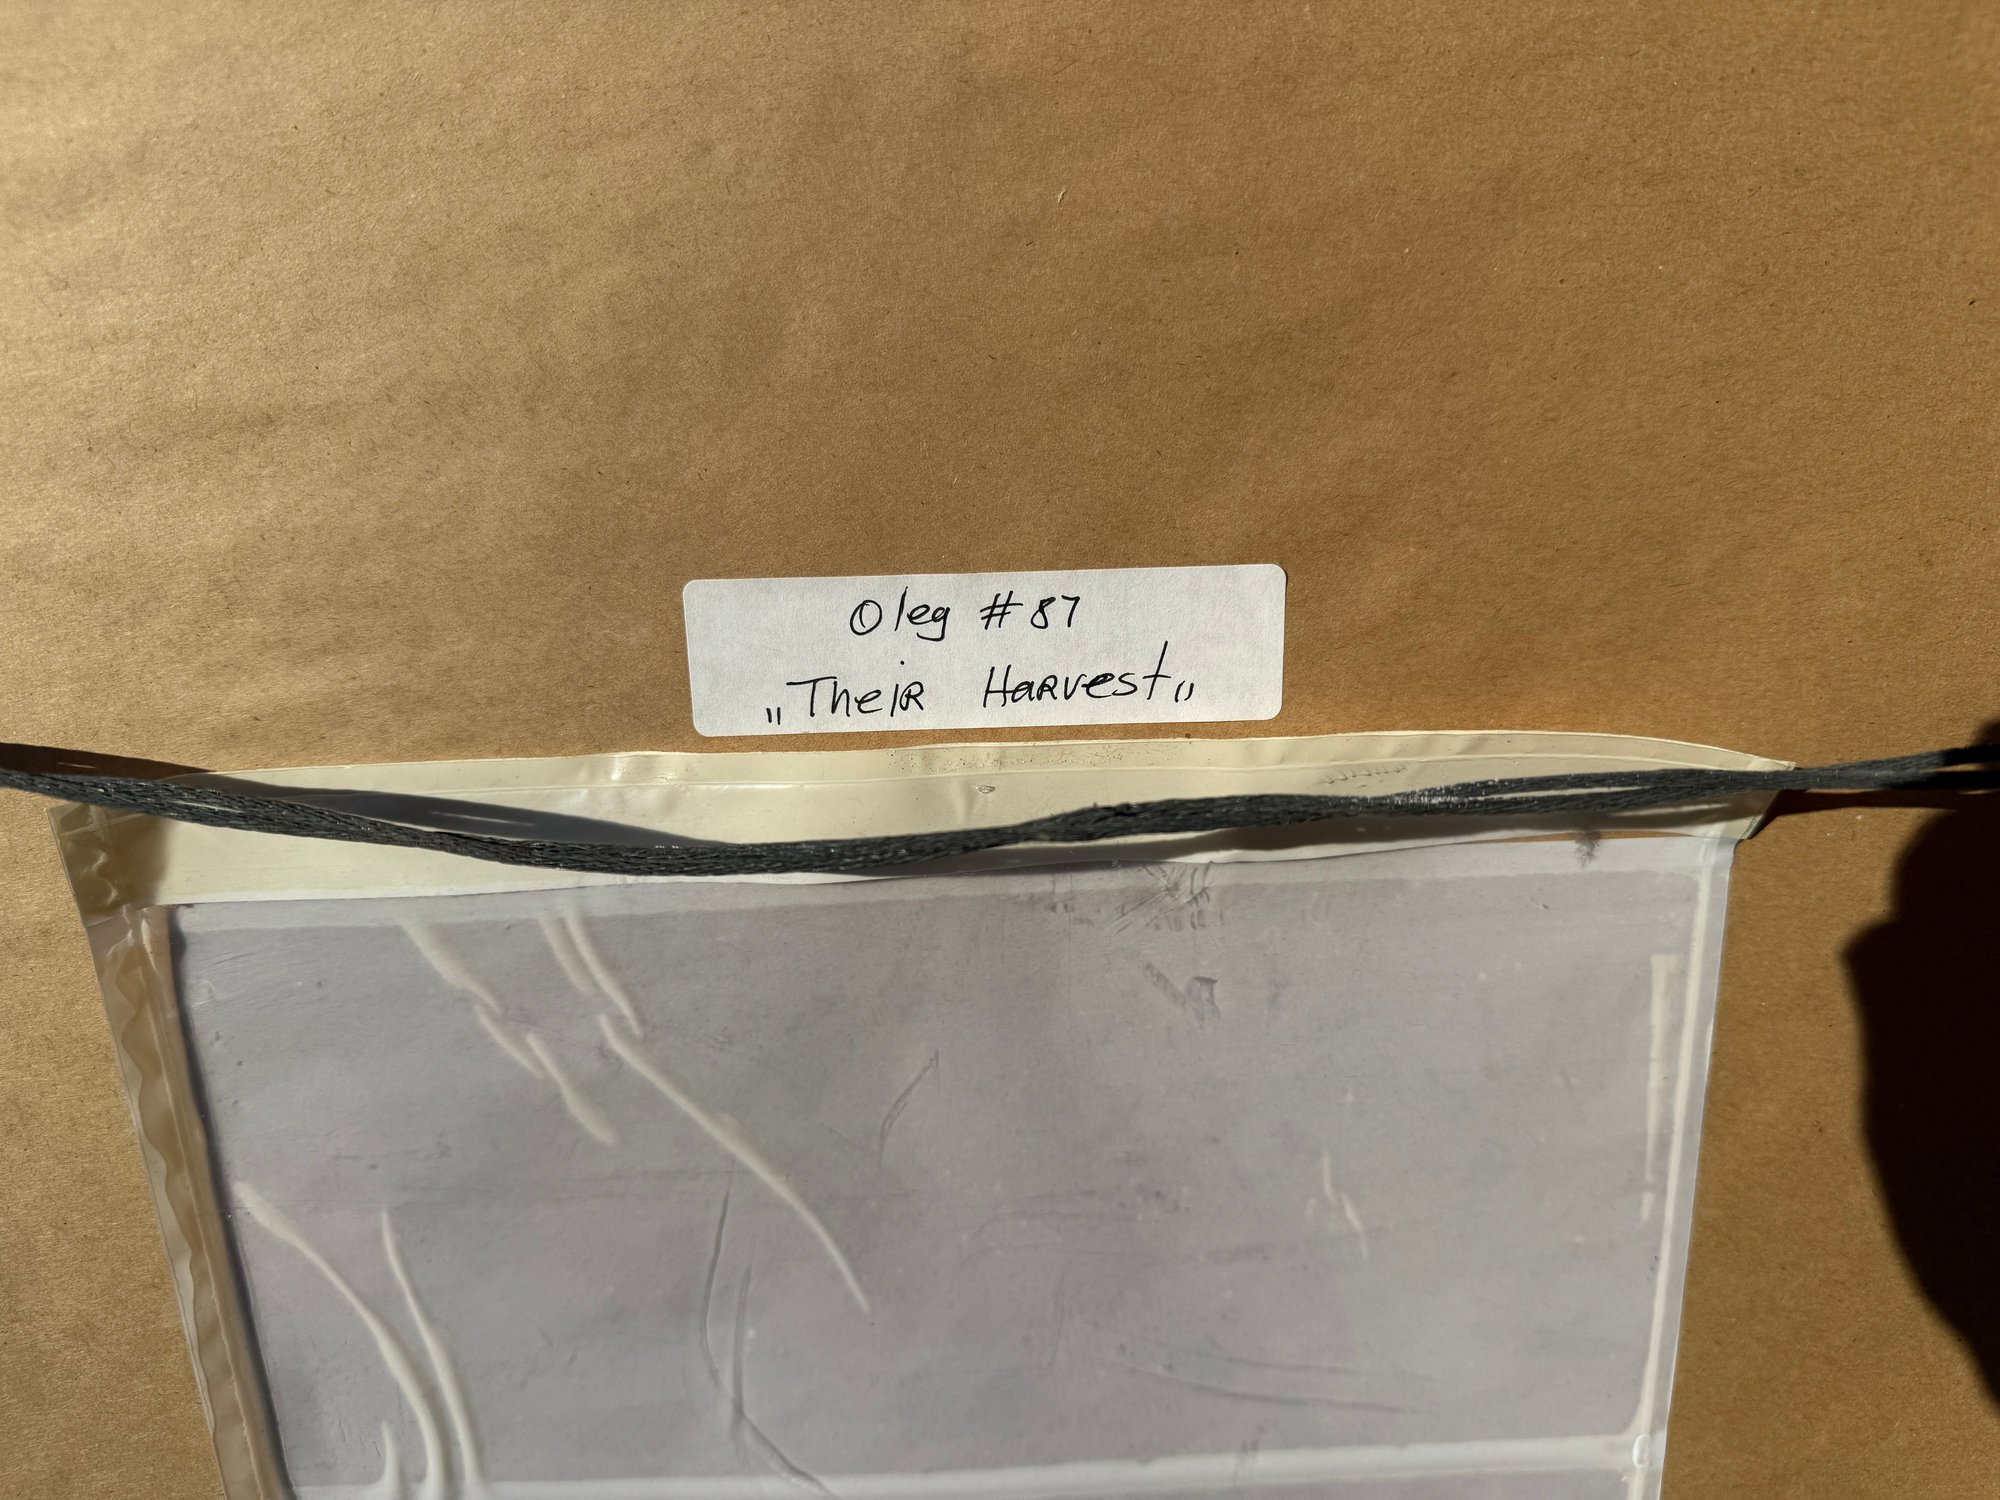 Oleg #87
„Their Harvest„